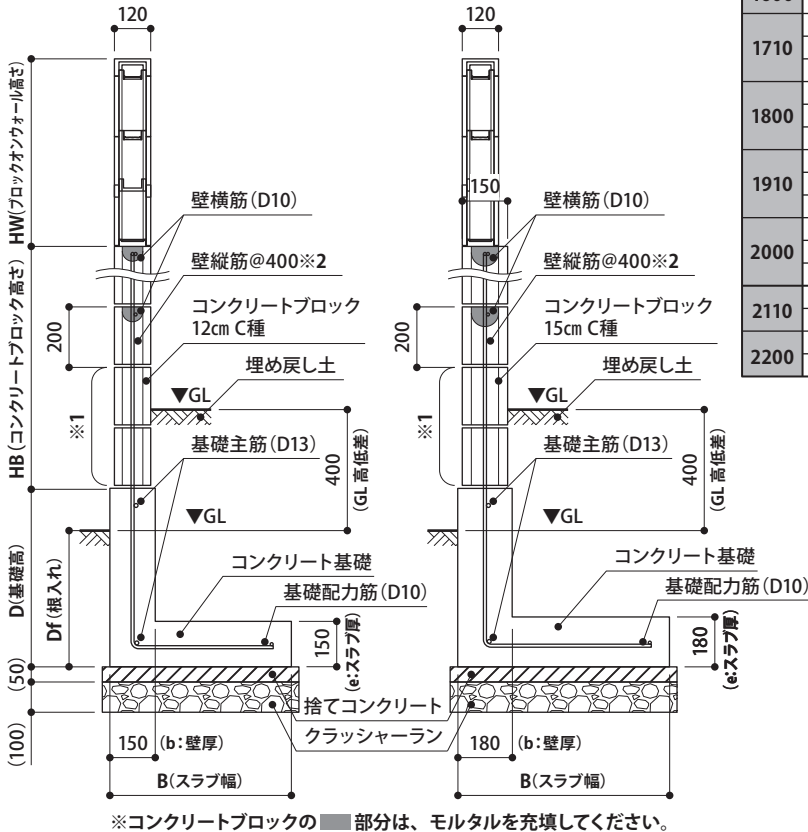 120
120
HW(ブロックオンウォール高さ)
150
壁横筋(D10)
壁横筋(D10)
壁縦筋@400※2
壁縦筋@400※2
HB(コンクリートブロック高さ)
200
コンクリートブロック
12㎝ C種
200
コンクリートブロック
15㎝ C種
埋め戻し土
埋め戻し土
▼GL
▼GL
※1
※1
基礎主筋(D13)
基礎主筋(D13)
400
(GL 高低差)
400
(GL 高低差)
▼GL
▼GL
D(基礎高)
Df(根入れ)
コンクリート基礎
コンクリート基礎
基礎配力筋(D10)
基礎配力筋(D10)
150
(e:スラブ厚)
180
(e:スラブ厚)
(50)
捨てコンクリート
(100)
クラッシャーラン
150 (b:壁厚)
180 (b:壁厚)
B(スラブ幅)
B(スラブ幅)
※コンクリートブロックの 部分は、モルタルを充填してください。
1710
1800
1910
2000
2110
2200